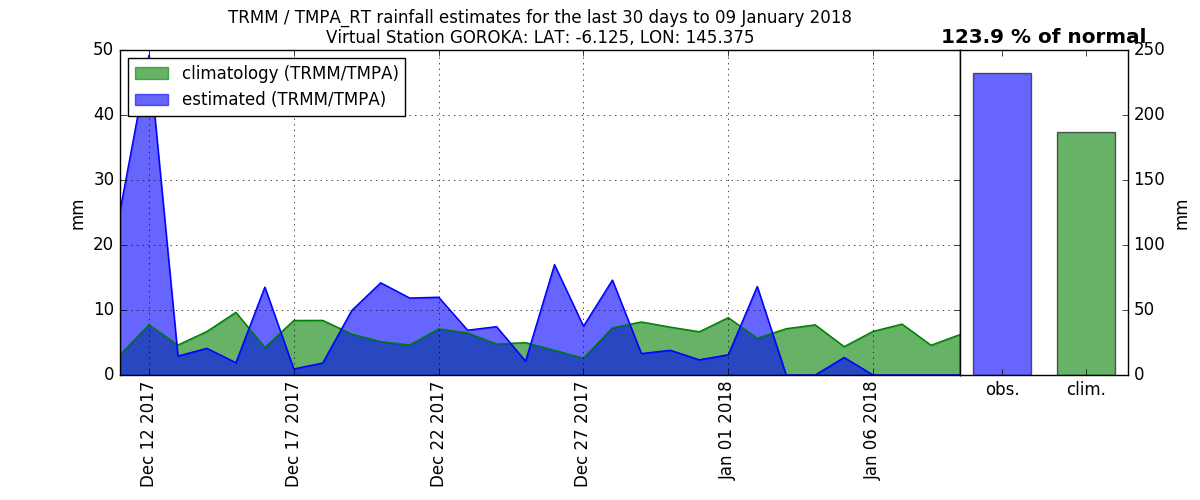 TRMM / TMPA_RT rainfall estimates for the last 30 days to 09 January 2018
Virtual Station GOROKA: LAT: -6.125, LON: 145.375
123.9 % of normal
climatology (TRMM/TMPA)
estimated (TRMM/TMPA)
50
40
30
20
10
0
mm
Dec 12 2017
Dec 17 2017
Dec 22 2017
Dec 27 2017
Jan 01 2018
Jan 06 2018
obs.
clim.
250
200
150
100
50
0
mm